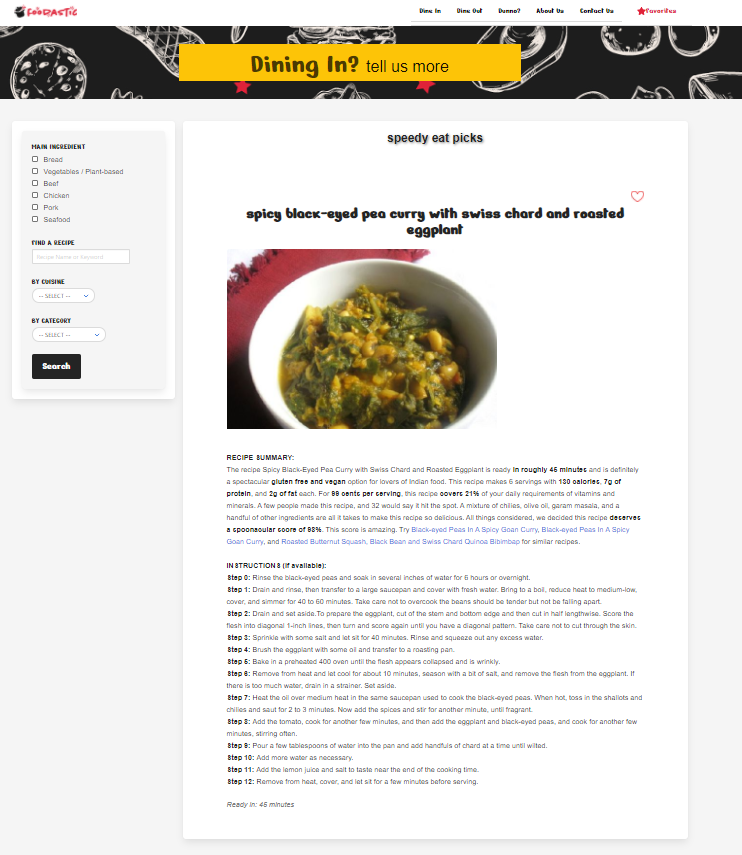 FOODASTIC
Dine In Dine Out Dunno? About Us Contact Us Favorites
Dining In? tell us more
MAIN INGREDIENT
Bread
Vegetables / Plant-based
Beef
Chicken
Pork
Seafood
FIND A RECIPE
Recipe Name or Keyword
BY CUISINE
-- SELECT --
BY CATEGORY
-- SELECT --
Search
speedy eat picks
spicy black-eyed pea curry with swiss chard and roasted
eggplant
RECIPE SUMMARY:
The recipe Spicy Black-Eyed Pea Curry with Swiss Chard and Roasted Eggplant is ready in roughly 45 minutes and is definitely
a spectacular gluten free and vegan option for lovers of Indian food. This recipe makes 6 servings with 130 calories, 7g of
protein, and 2g of fat each. For 99 cents per serving, this recipe covers 21% of your daily requirements of vitamins and
minerals. A few people made this recipe, and 32 would say it hit the spot. A mixture of chilies, olive oil, garam masala, and a
handful of other ingredients are all it takes to make this recipe so delicious. All things considered, we decided this recipe deserves
a spoonacular score of 98%. This score is amazing. Try Black-eyed Peas In A Spicy Goan Curry, Black-eyed Peas In A Spicy
Goan Curry, and Roasted Butternut Squash, Black Bean and Swiss Chard Quinoa Bibimbap for similar recipes.
INSTRUCTIONS (if available):
Step 0: Rinse the black-eyed peas and soak in several inches of water for 6 hours or overnight.
Step 1: Drain and rinse, then transfer to a large saucepan and cover with fresh water. Bring to a boil, reduce heat to medium-low,
cover, and simmer for 40 to 60 minutes. Take care not to overcook the beans should be tender but not be falling apart.
Step 2: Drain and set aside.To prepare the eggplant, cut of the stem and bottom edge and then cut in half lengthwise. Score the
flesh into diagonal 1-inch lines, then turn and score again until you have a diagonal pattern. Take care not to cut through the skin.
Step 3: Sprinkle with some salt and let sit for 40 minutes. Rinse and squeeze out any excess water.
Step 4: Brush the eggplant with some oil and transfer to a roasting pan.
Step 5: Bake in a preheated 400 oven until the flesh appears collapsed and is wrinkly.
Step 6: Remove from heat and let cool for about 10 minutes, season with a bit of salt, and remove the flesh from the eggplant. If
there is too much water, drain in a strainer. Set aside.
Step 7: Heat the oil over medium heat in the same saucepan used to cook the black-eyed peas. When hot, toss in the shallots and
chilies and saut for 2 to 3 minutes. Now add the spices and stir for another minute, until fragrant.
Step 8: Add the tomato, cook for another few minutes, and then add the eggplant and black-eyed peas, and cook for another few
minutes, stirring often.
Step 9: Pour a few tablespoons of water into the pan and add handfuls of chard at a time until wilted.
Step 10: Add more water as necessary.
Step 11: Add the lemon juice and salt to taste near the end of the cooking time.
Step 12: Remove from heat, cover, and let sit for a few minutes before serving.
Ready in: 45 minutes